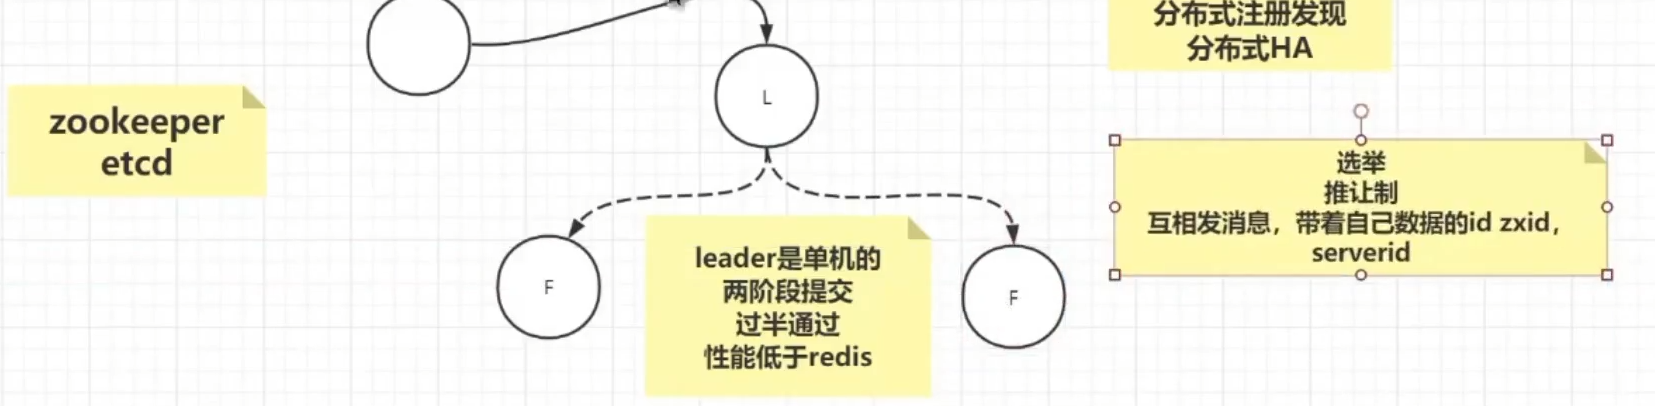 分布式注册发现
分布式HA
zookeeper
etcd
L
选举
推让制
互相发消息，带着自己数据的id zxid，
serverid
F
leader是单机的
两阶段提交
过半通过
性能低于redis
F